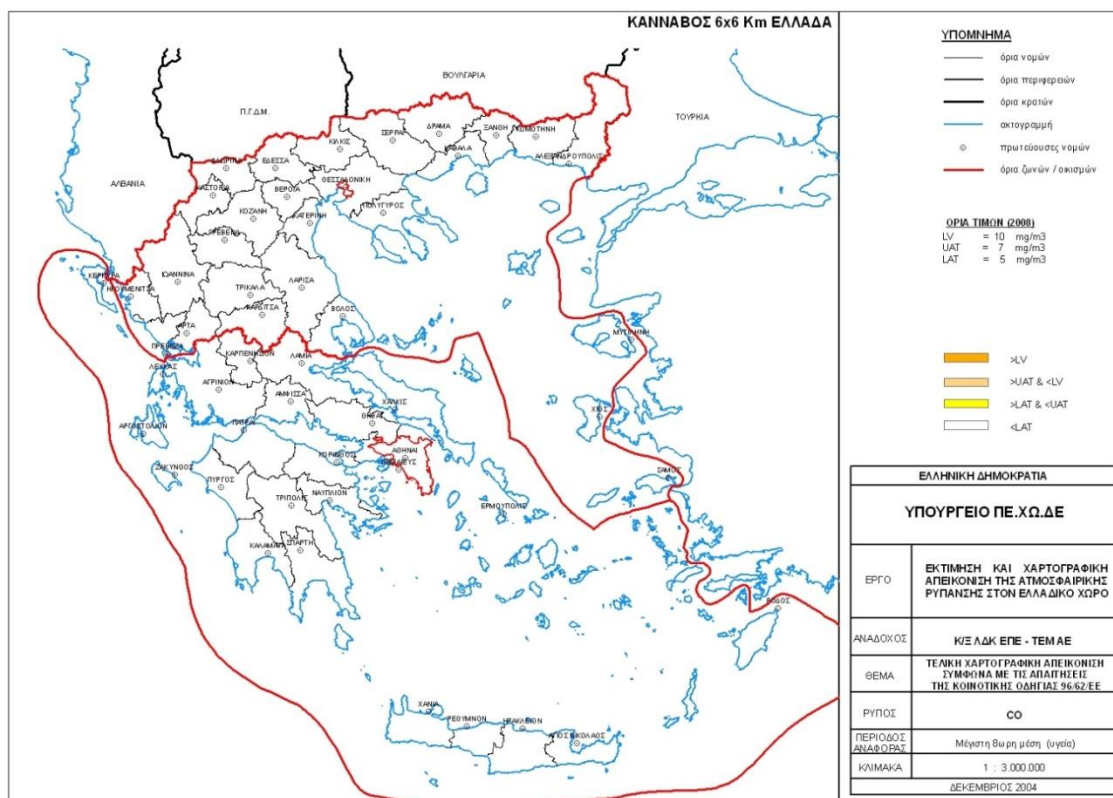 ΚΑΝΝΑΒΟΣ 6x6 Km ΕΛΛΑΔΑ
ΒΟΥΛΓΑΡΙΑ
Π.Γ.Δ.Μ.
ΤΟΥΡΚΙΑ
ΑΛΒΑΝΙΑ
ΔΡΑΜΑ
ΞΑΝΘΗ
ΚΟΜΟΤΗΝΗ
ΣΕΡΡΑΙ
ΚΙΛΚΙΣ
ΚΑΒΑΛΑ
ΑΛΕΞΑΝΔΡΟΥΠΟΛΙΣ
ΦΛΩΡΙΝΑ
ΕΔΕΣΣΑ
ΘΕΣΣΑΛΟΝΙΚΗ
ΚΑΣΤΟΡΙΑ
ΒΕΡΟΙΑ
ΠΟΛΥΓΥΡΟΣ
ΚΟΖΑΝΗ
ΚΑΤΕΡΙΝΗ
ΓΡΕΒΕΝΑ
ΚΕΡΚΥΡΑ
ΙΩΑΝΝΙΝΑ
ΛΑΡΙΣΑ
ΗΓΟΥΜΕΝΙΤΣΑ
ΤΡΙΚΑΛΑ
ΚΑΡΔΙΤΣΑ
ΒΟΛΟΣ
ΑΡΤΑ
ΜΥΤΙΛΗΝΗ
ΠΡΕΒΕΖΑ
ΚΑΡΠΕΝΗΣΙΟΝ
ΛΑΜΙΑ
ΛΕΥΚΑΣ
ΑΓΡΙΝΙΟΝ
ΑΜΦΙΣΣΑ
ΧΑΛΚΙΣ
ΧΙΟΣ
ΘΗΒΑΣ
ΑΡΓΟΣΤΟΛΙΟΝ
ΠΑΤΡΑΙ
ΚΟΡΙΝΘΟΣ
ΑΘΗΝΑΙ
ΠΕΙΡΑΙΕΥΣ
ΖΑΚΥΝΘΟΣ
ΣΑΜΟΣ
ΠΥΡΓΟΣ
ΤΡΙΠΟΛΙΣ
ΝΑΥΠΛΙΟΝ
ΕΡΜΟΥΠΟΛΙΣ
ΚΑΛΑΜΑΤΑ
ΣΠΑΡΤΗ
ΡΟΔΟΣ
ΧΑΝΙΑ
ΡΕΘΥΜΝΟΝ
ΗΡΑΚΛΕΙΟΝ
ΑΓΙΟΣ ΝΙΚΟΛΑΟΣ
ΥΠΟΜΝΗΜΑ
όρια νομών
όρια περιφερειών
όρια κρατών
ακτογραμμή
πρωτεύουσες νομών
όρια ζωνών / οικισμών
ΟΡΙΑ ΤΙΜΩΝ (2008)
LV = 10 mg/m3
UAT = 7 mg/m3
LAT = 5 mg/m3
>LV
>UAT & <LV
>LAT & <UAT
<LAT
ΕΛΛΗΝΙΚΗ ΔΗΜΟΚΡΑΤΙΑ
ΥΠΟΥΡΓΕΙΟ ΠΕ.ΧΩ.ΔΕ
ΕΡΓΟ
ΕΚΤΙΜΗΣΗ ΚΑΙ ΧΑΡΤΟΓΡΑΦΙΚΗ
ΑΠΕΙΚΟΝΙΣΗ ΤΗΣ ΑΤΜΟΣΦΑΙΡΙΚΗΣ
ΡΥΠΑΝΣΗΣ ΣΤΟΝ ΕΛΛΑΔΙΚΟ ΧΩΡΟ
ΑΝΑΔΟΧΟΣ
Κ/Ξ ΛΔΚ ΕΠΕ - ΤΕΜ ΑΕ
ΘΕΜΑ
ΤΕΛΙΚΗ ΧΑΡΤΟΓΡΑΦΙΚΗ ΑΠΕΙΚΟΝΙΣΗ
ΣΥΜΦΩΝΑ ΜΕ ΤΙΣ ΑΠΑΙΤΗΣΕΙΣ
ΤΗΣ ΚΟΙΝΟΤΙΚΗΣ ΟΔΗΓΙΑΣ 96/62/ΕΕ
ΡΥΠΟΣ
CO
ΠΕΡΙΟΔΟΣ
ΑΝΑΦΟΡΑΣ
Μέγιστη 8ωρη μέση (υγεία)
ΚΛΙΜΑΚΑ
1 : 3.000.000
ΔΕΚΕΜΒΡΙΟΣ 2004